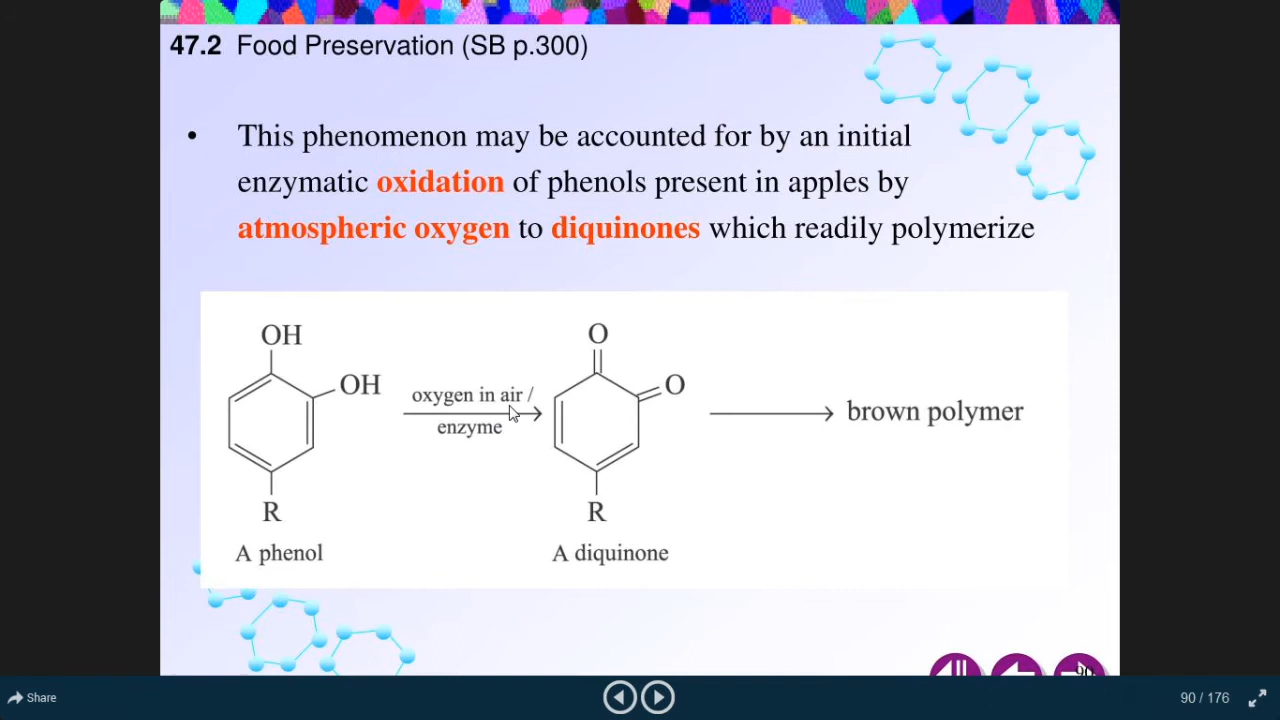 47.2 Food Preservation (SB p.300)
• This phenomenon may be accounted for by an initial
enzymatic oxidation of phenols present in apples by
atmospheric oxygen to diquinones which readily polymerize
OH
OH
R
A phenol
oxygen in air /
enzyme
O
O
R
A diquinone
brown polymer
90
Share
90 / 176